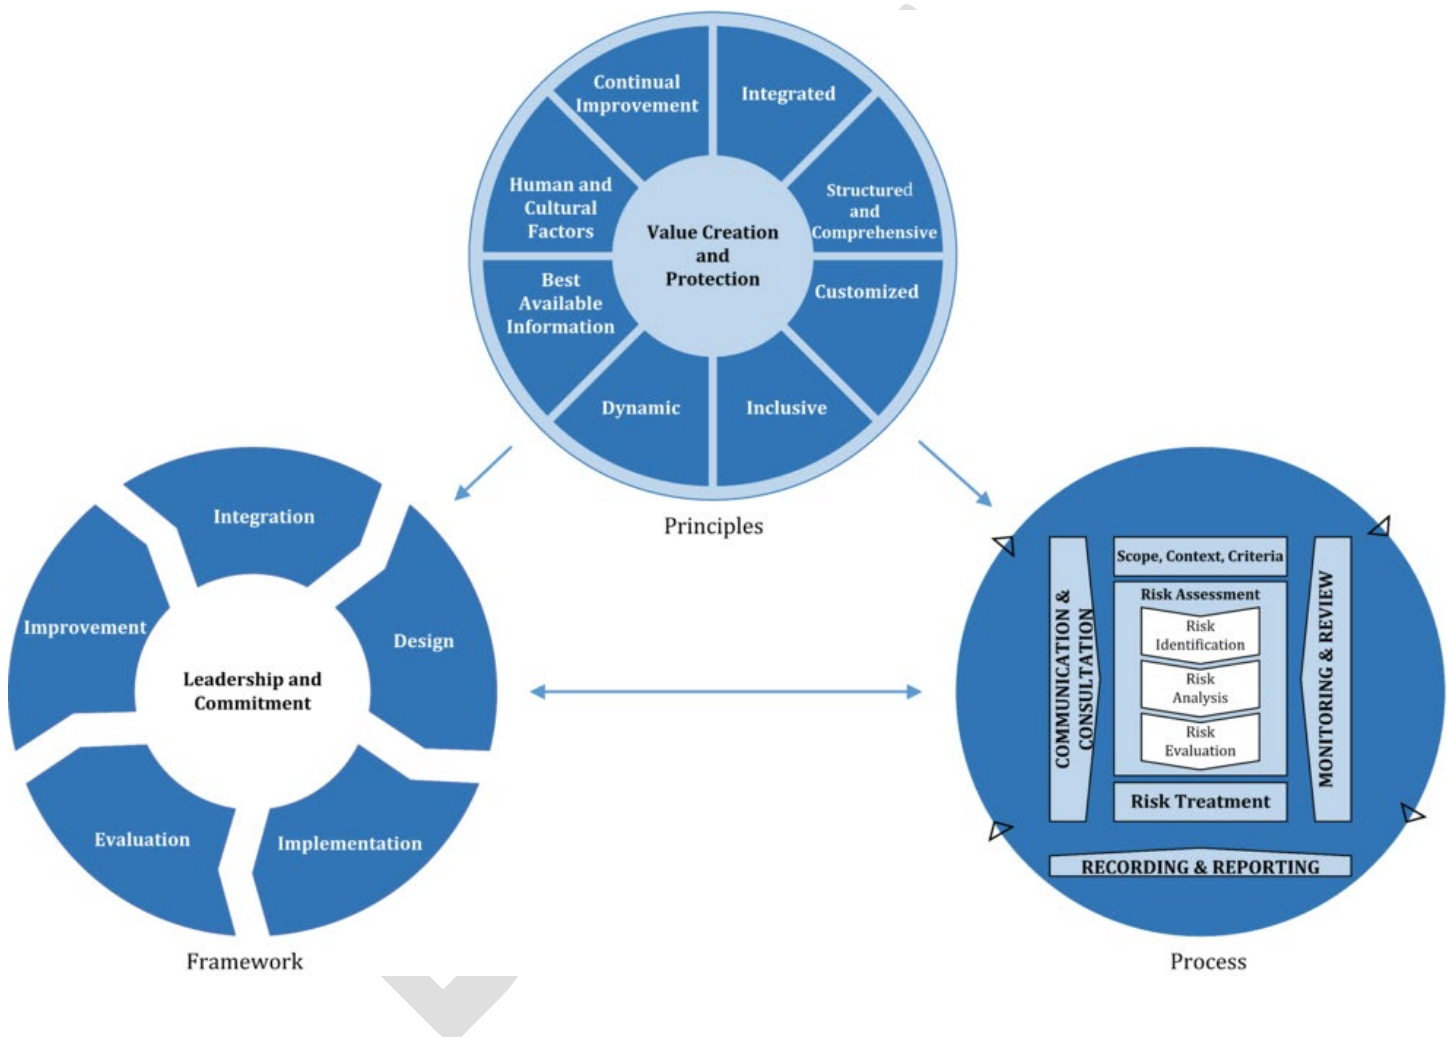 Continual
Improvement
Integrated
Human and
Cultural
Factors
Structured
and
Comprehensive
Value Creation
and
Protection
Best
Available
Information
Customized
Dynamic
Inclusive
Principles
Integration
Improvement
Design
Leadership and
Commitment
Evaluation
Implementation
Framework
Scope, Context, Criteria
Risk Assessment
Risk
Identification
Risk
Analysis
Risk
Evaluation
Risk Treatment
COMMUNICATION &
CONSULTATION
MONITORING & REVIEW
RECORDING & REPORTING
Process